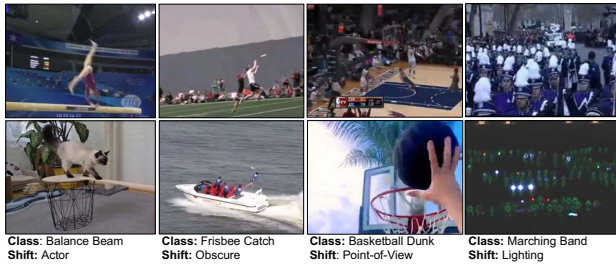 Class: Balance Beam
Shift: Actor
Class: Frisbee Catch
Shift: Obscure
Class: Basketball Dunk
Shift: Point-of-View
Class: Marching Band
Shift: Lighting